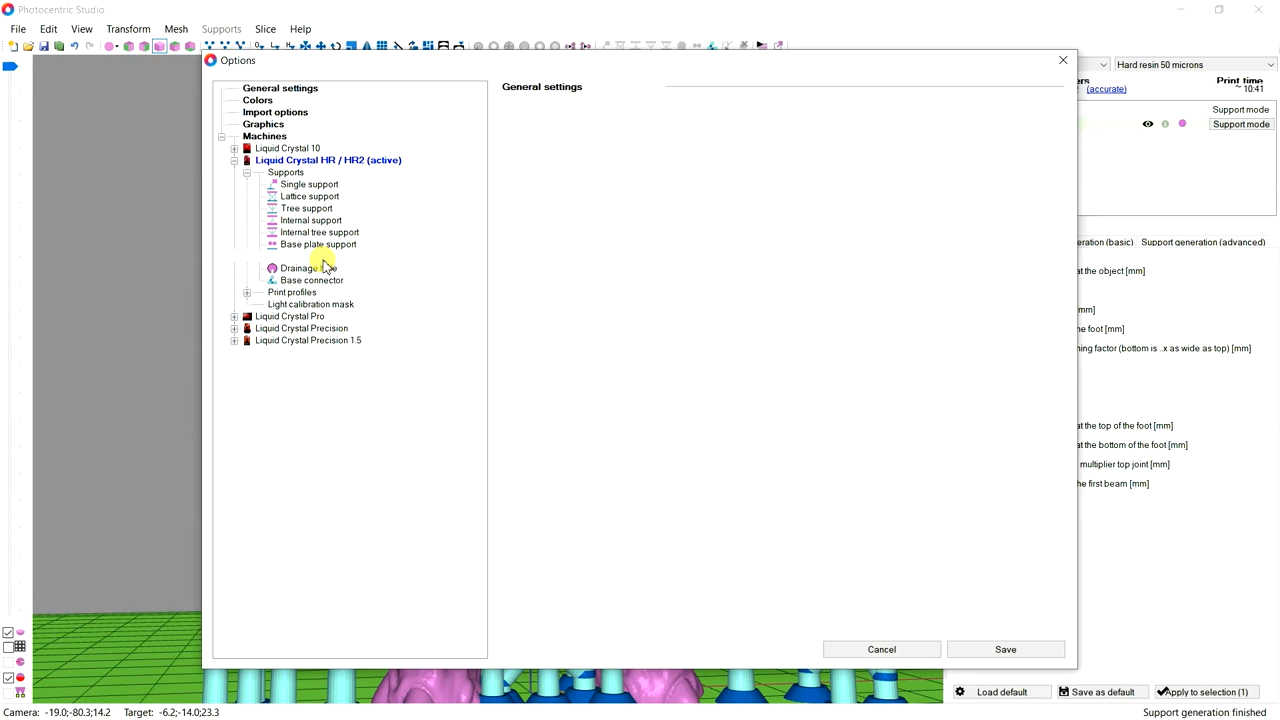 Photocentric Studio
File Edit View Transform Mesh Supports Slice Help
Options
Hard resin 50 microns
General settings
General settings
Print time
(accurate)
~ 10:41
Colors
Import options
Support mode
Graphics
Support mode
Machines
Liquid Crystal 10
Liquid Crystal HR / HR2 (active)
Supports
Single support
Lattice support
Tree support
Internal support
Internal tree support
Base plate support
eration (basic) Support generation (advanced)
Drainage
Base connector
Print profiles
Light calibration mask
Liquid Crystal Pro
Liquid Crystal Precision
Liquid Crystal Precision 1.5
at the object [mm]
mm]
he foot [mm]
ning factor (bottom is ..x as wide as top) [mm]
at the top of the foot [mm]
at the bottom of the foot [mm]
multiplier top joint [mm]
he first beam [mm]
Cancel Save
Load default Save as default Apply to selection (1)
Camera: -19.0;-80.3;14.2 Target: -6.2;-14.0;23.3 Support generation finished